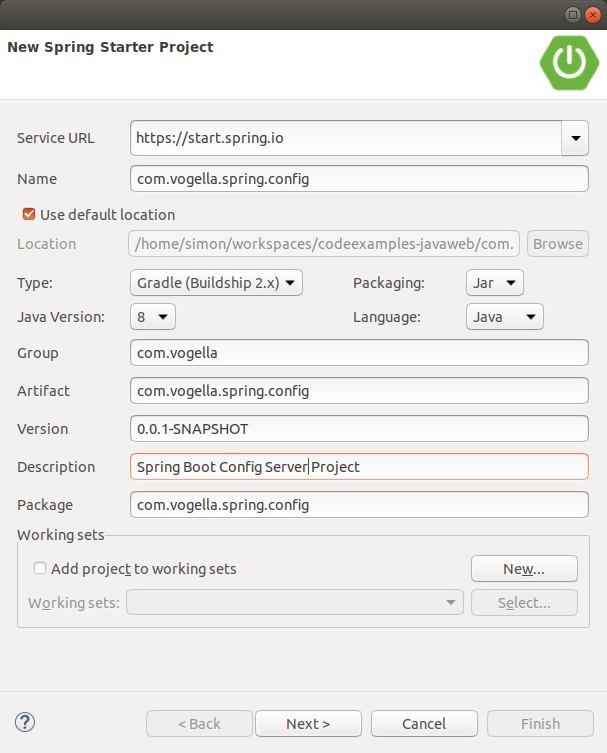 New Spring Starter Project
Service URL https://start.spring.io
Name com.vogella.spring.config
Use default location
Location /home/simon/workspaces/codeexamples-javaweb/com. Browse
Type: Gradle (Buildship 2.x) Packaging: Jar
Java Version: 8 Language: Java
Group com.vogella
Artifact com.vogella.spring.config
Version 0.0.1-SNAPSHOT
Description Spring Boot Config Server Project
Package com.vogella.spring.config
Working sets
Add project to working sets New...
Working sets: Select...
? < Back Next > Cancel Finish